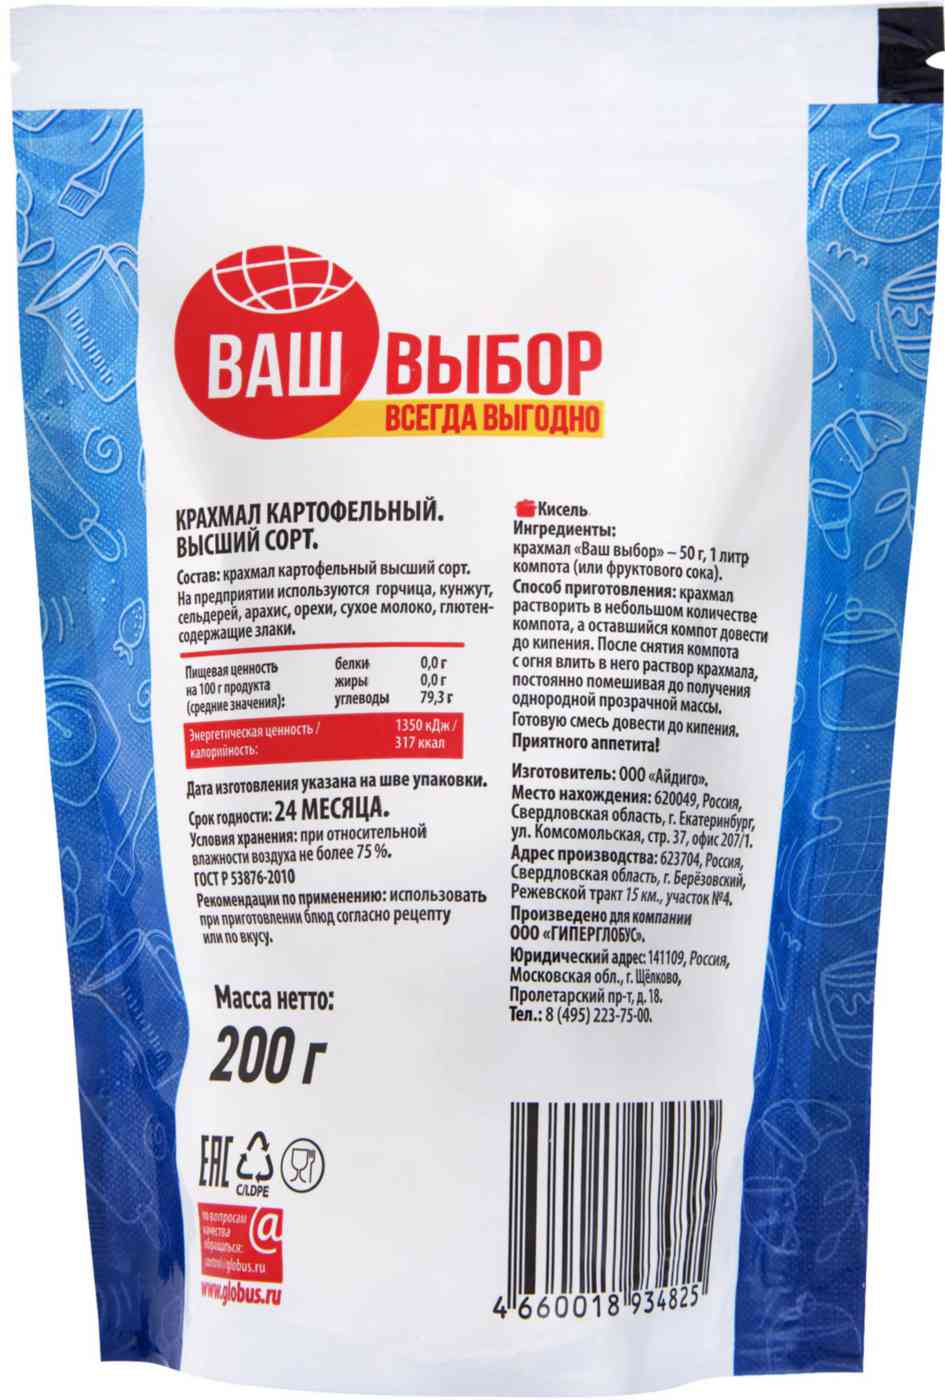 ВАШ ВЫБОР
ВСЕГДА ВЫГОДНО
КРАХМАЛ КАРТОФЕЛЬНЫЙ.
ВЫСШИЙ СОРТ.
Состав: крахмал картофельный высший сорт.
На предприятии используются горчица, кунжут,
сельдерей, арахис, орехи, сухое молоко, глютен-
содержащие злаки.
Пищевая ценность
на 100 г продукта
(средние значения):
белки 0,0 г
жиры 0,0 г
углеводы 79,3 г
Энергетическая ценность /
калорийность:
1350 кДж /
317 ккал
Дата изготовления указана на шве упаковки.
Срок годности: 24 МЕСЯЦА.
Условия хранения: при относительной
влажности воздуха не более 75 %.
ГОСТ Р 53876-2010
Рекомендации по применению: использовать
при приготовлении блюд согласно рецепту
или по вкусу.
Масса нетто:
200 г
EAC
C/LDPE
по вопросам
качества
обращаться:
control@globus.ru
www.globus.ru
Кисель
Ингредиенты:
крахмал «Ваш выбор» – 50 г, 1 литр
компота (или фруктового сока).
Способ приготовления: крахмал
растворить в небольшом количестве
компота, а оставшийся компот довести
до кипения. После снятия компота
с огня влить в него раствор крахмала,
постоянно помешивая до получения
однородной прозрачной массы.
Готовую смесь довести до кипения.
Приятного аппетита!
Изготовитель: ООО «Айдиго».
Место нахождения: 620049, Россия,
Свердловская область, г. Екатеринбург,
ул. Комсомольская, стр. 37, офис 207/1.
Адрес производства: 623704, Россия,
Свердловская область, г. Берёзовский,
Режевской тракт 15 км., участок №4.
Произведено для компании
ООО «ГИПЕРГЛОБУС».
Юридический адрес: 141109, Россия,
Московская обл., г. Щёлково,
Пролетарский пр-т, д. 18.
Тел.: 8 (495) 223-75-00.
4 660018 934825